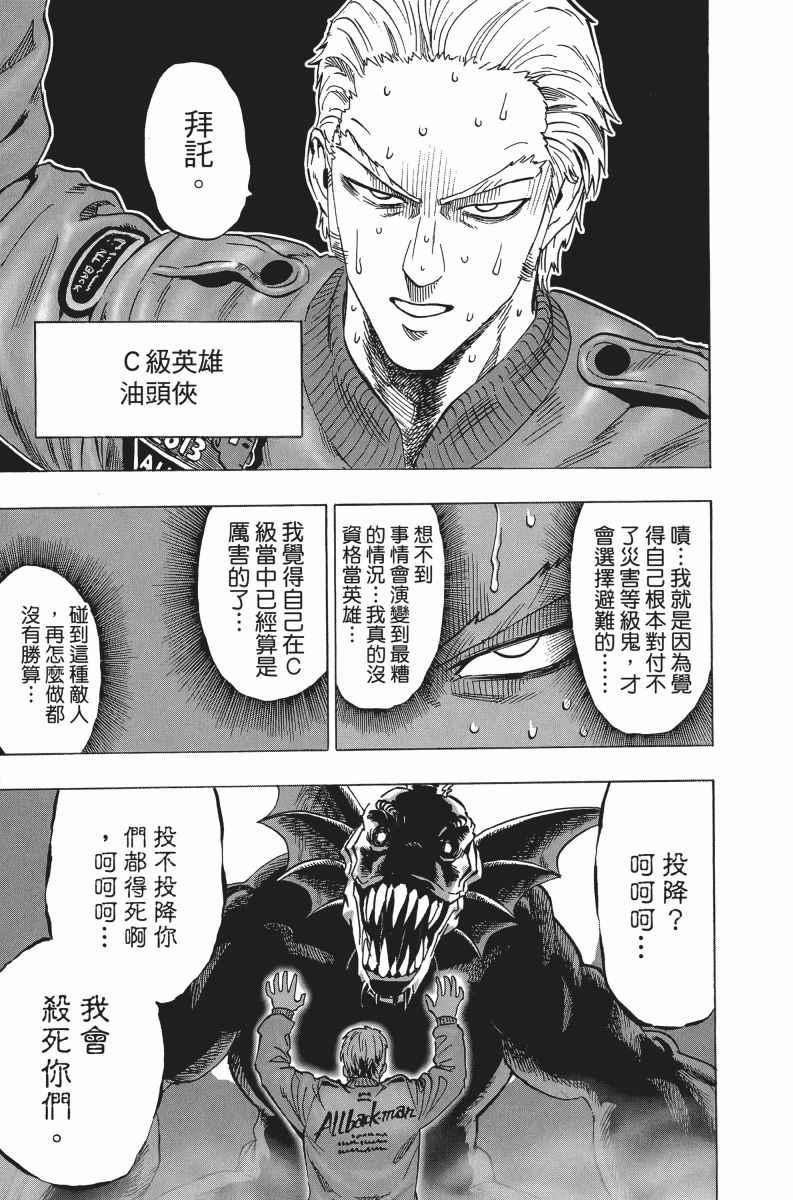 拜託。
ALL BACK
C級英雄
油頭俠
2013
嘖…我就是因為覺
得自己根本對付不
了災害等級鬼，才
會選擇避難的……
想不到
事情會演變到最糟
的情況…我真的沒
資格當英雄…
我覺得自己在C
級當中已經算是
厲害的了…
碰到這種敵人
，再怎麼做都
沒有勝算…
投降？
呵呵呵…
投不投降你
們都得死啊
，呵呵呵…
我會
殺死你們。
Allback-man